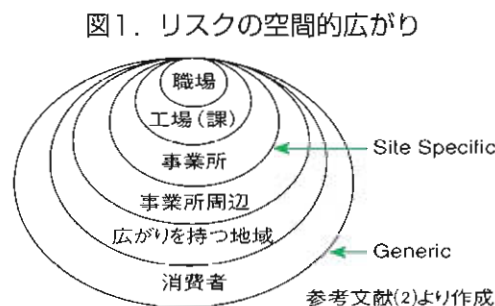 図1．リスクの空間的広がり
職場
工場(課)
事業所
Site Specific
事業所周辺
広がりを持つ地域
Generic
消費者
参考文献(2)より作成